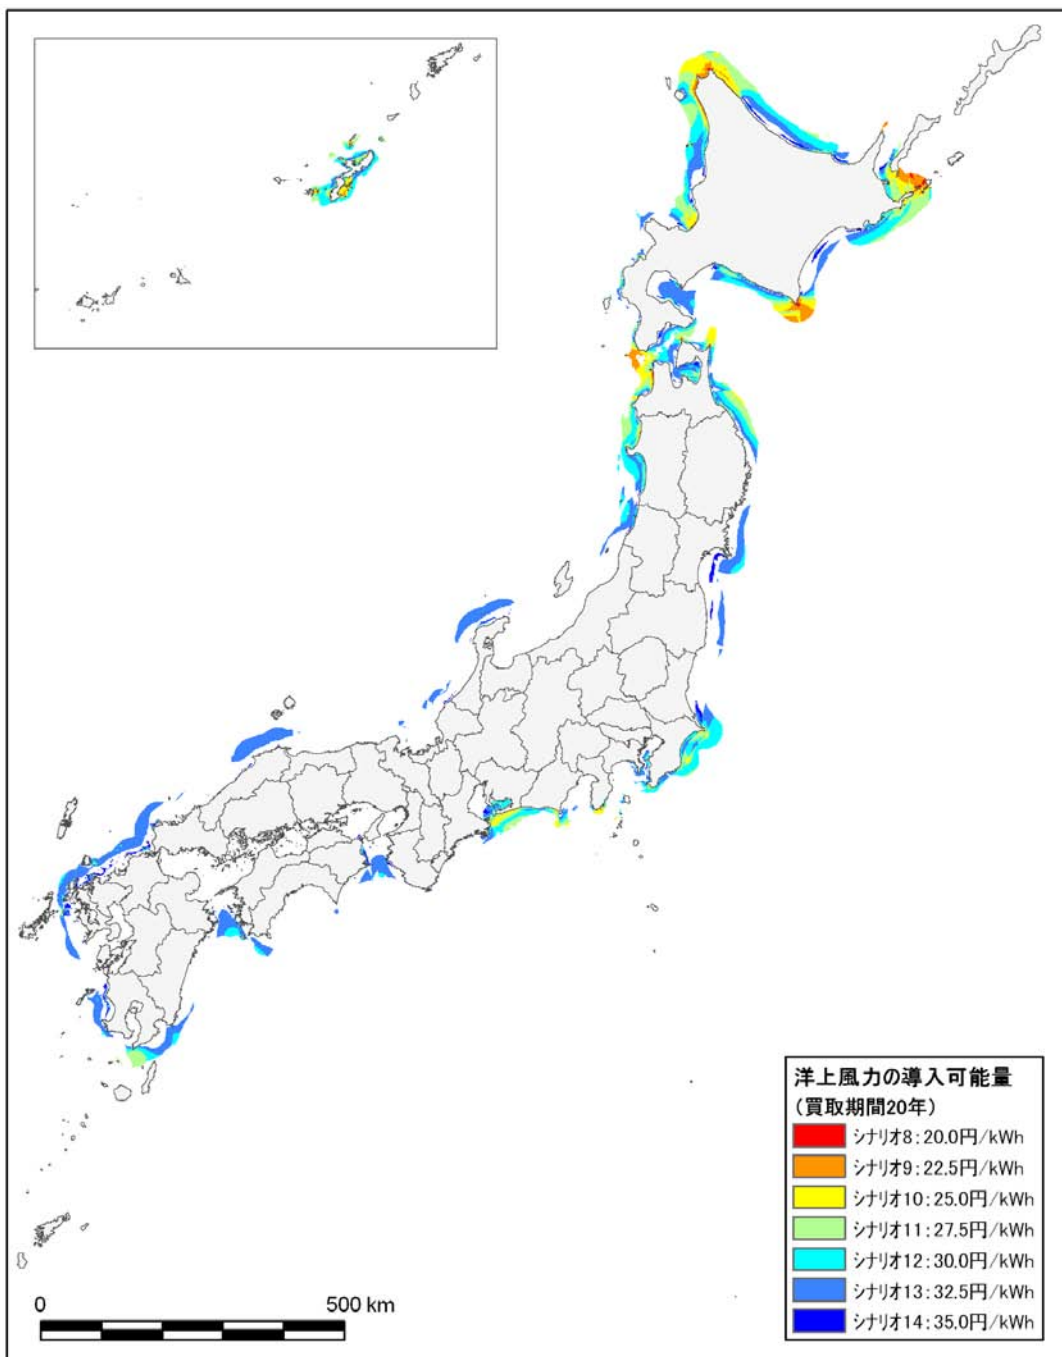 洋上風力の導入可能量
(買取期間20年)
シナリオ8:20.0円/kWh
シナリオ9:22.5円/kWh
シナリオ10:25.0円/kWh
シナリオ11:27.5円/kWh
シナリオ12:30.0円/kWh
シナリオ13:32.5円/kWh
シナリオ14:35.0円/kWh
0 500 km